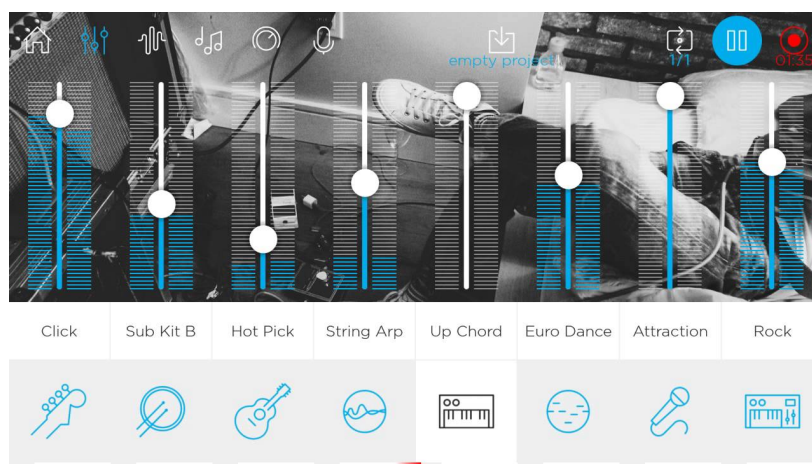 empty project
1/1
01:35
Click
Sub Kit B
Hot Pick
String Arp
Up Chord
Euro Dance
Attraction
Rock